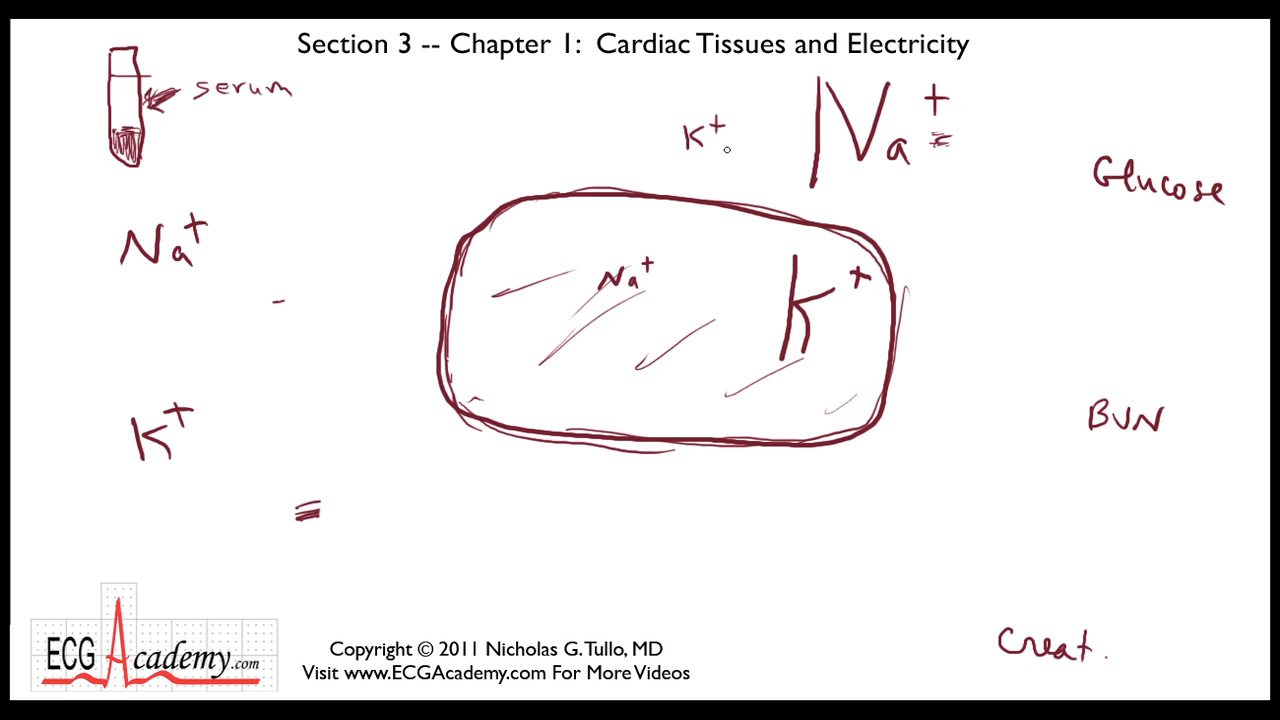 Section 3 -- Chapter 1: Cardiac Tissues and Electricity
serum
K+
Na+
Glucose
Na+
Na+
K+
K+
BUN
Creat.
ECG Academy.com
Copyright © 2011 Nicholas G. Tullo, MD
Visit www.ECGAcademy.com For More Videos